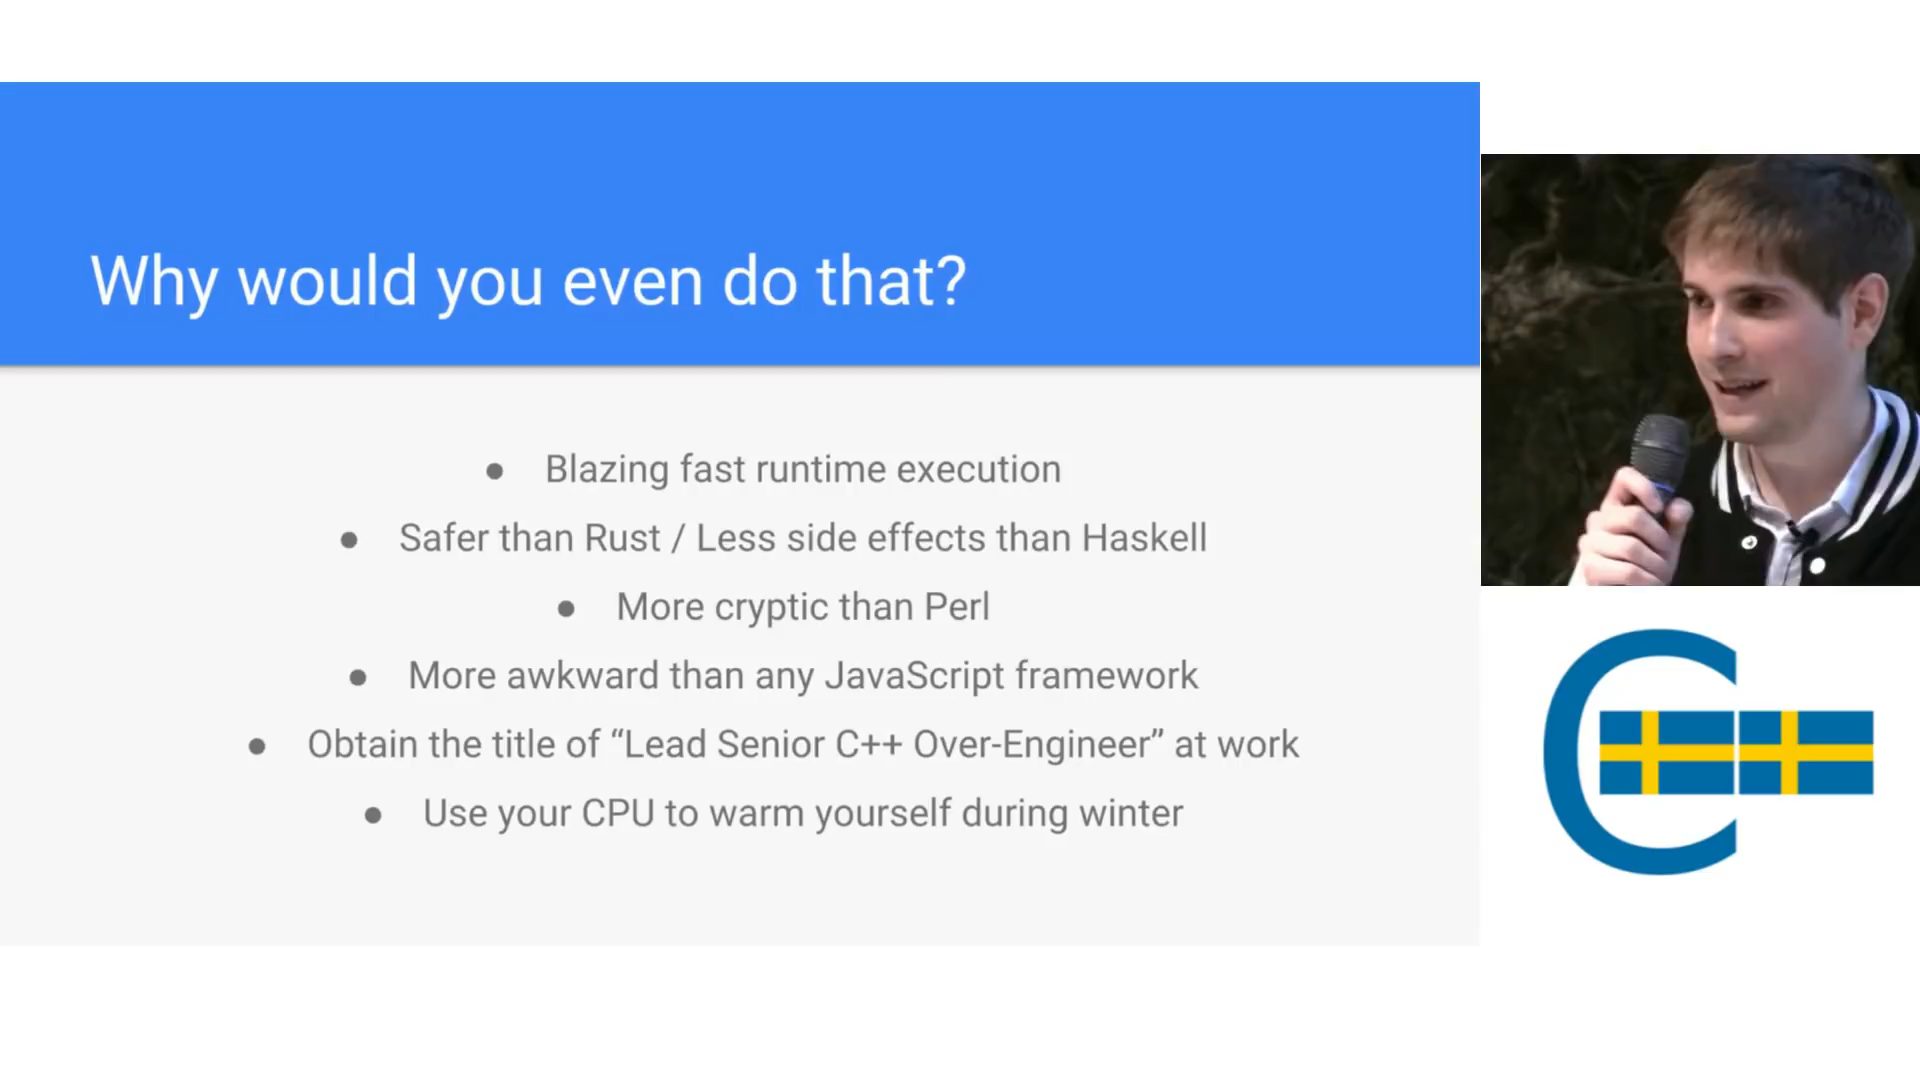 Why would you even do that?
● Blazing fast runtime execution
● Safer than Rust / Less side effects than Haskell
● More cryptic than Perl
● More awkward than any JavaScript framework
● Obtain the title of “Lead Senior C++ Over-Engineer” at work
● Use your CPU to warm yourself during winter
C